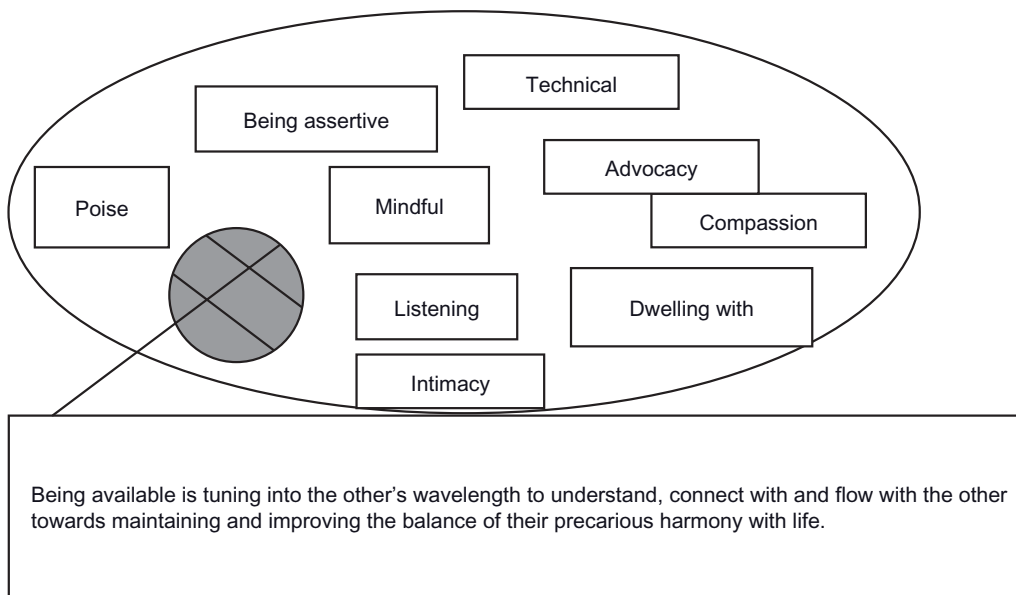 Technical
Being assertive
Advocacy
Poise
Mindful
Compassion
Listening
Dwelling with
Intimacy
Being available is tuning into the other’s wavelength to understand, connect with and flow with the other
towards maintaining and improving the balance of their precarious harmony with life.